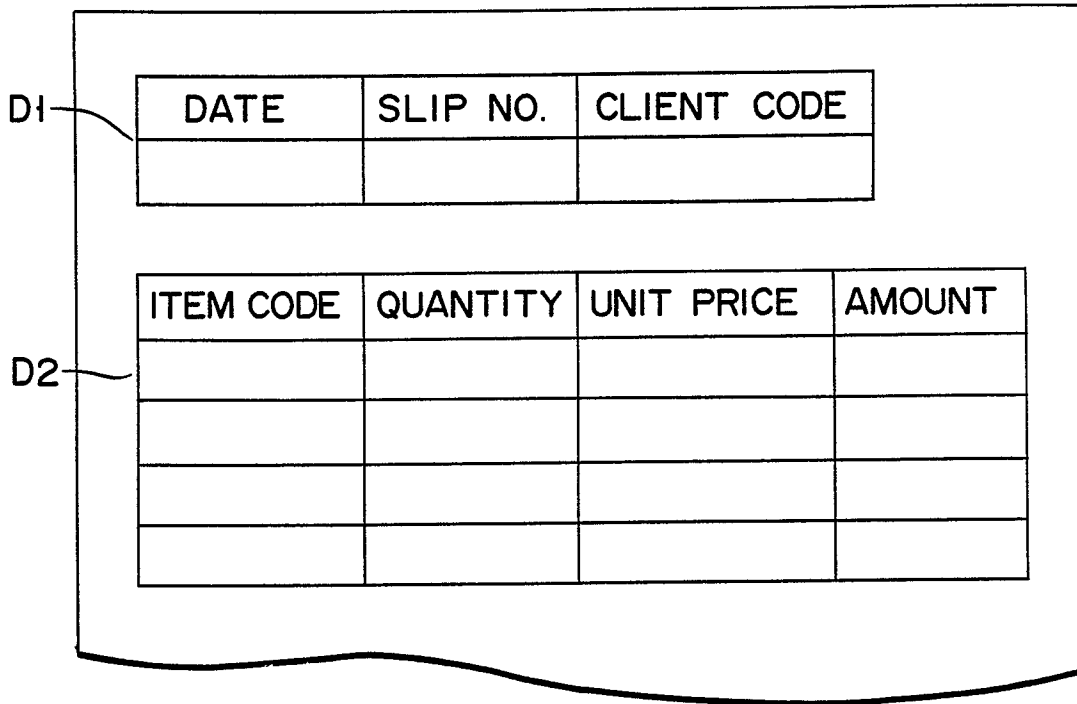 D1
DATE SLIP NO. CLIENT CODE
ITEM CODE QUANTITY UNIT PRICE AMOUNT
D2